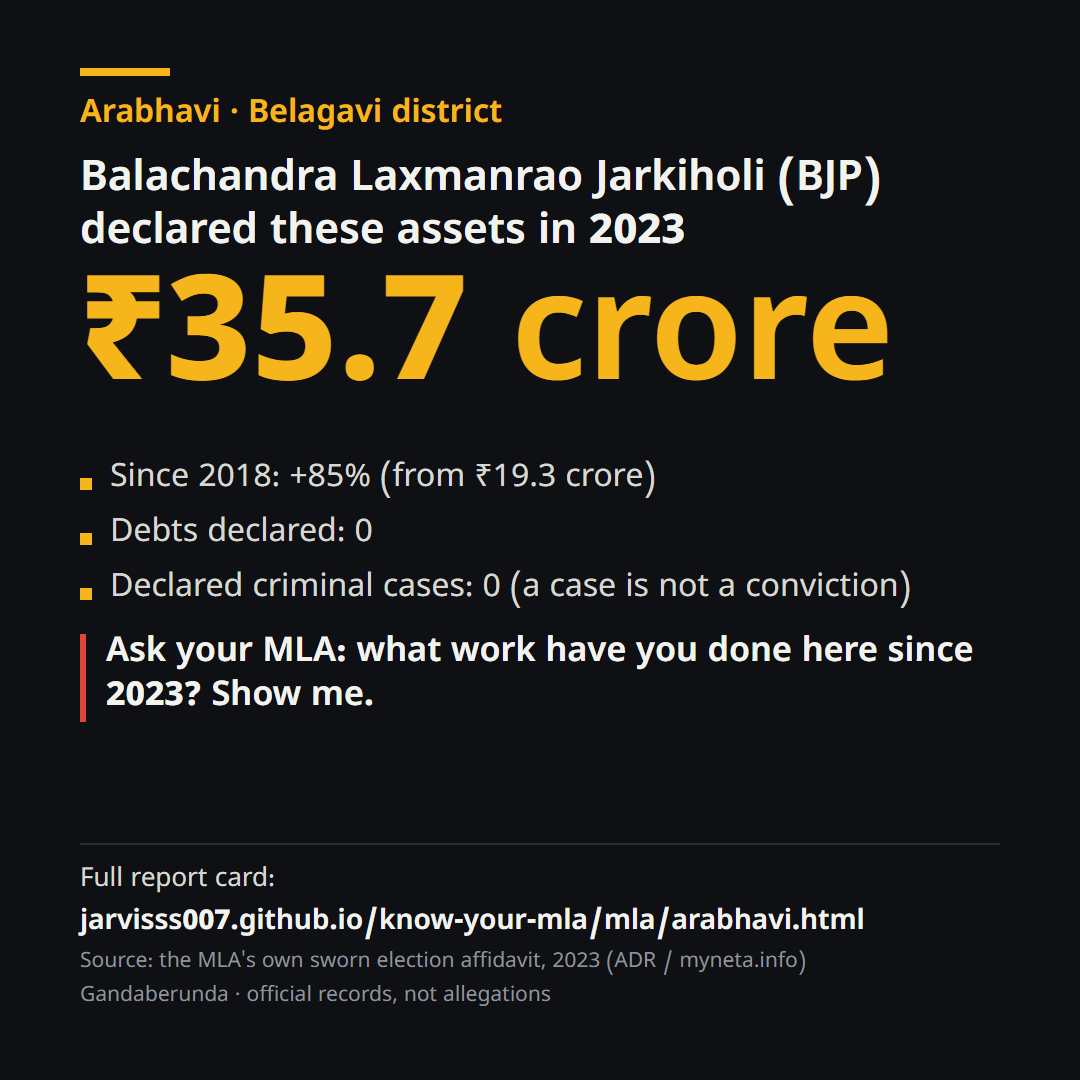 Arabhavi · Belagavi district
Balachandra Laxmanrao Jarkiholi (BJP)
declared these assets in 2023
₹35.7 crore
Since 2018: +85% (from ₹19.3 crore)
Debts declared: 0
Declared criminal cases: 0 (a case is not a conviction)
Ask your MLA: what work have you done here since
2023? Show me.
Full report card:
jarvisss007.github.io/know-your-mla/mla/arabhavi.html
Source: the MLA's own sworn election affidavit, 2023 (ADR / myneta.info)
Gandaberunda · official records, not allegations